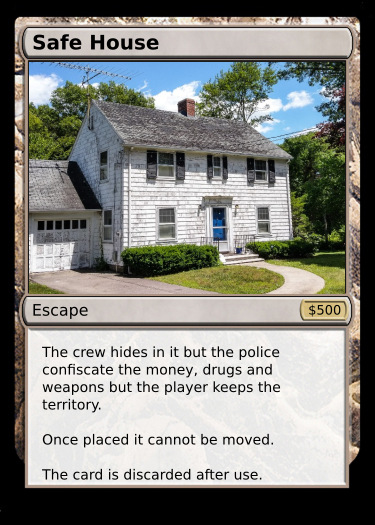 Safe House
Escape
$500
The crew hides in it but the police
confiscate the money, drugs and
weapons but the player keeps the
territory.
Once placed it cannot be moved.
The card is discarded after use.